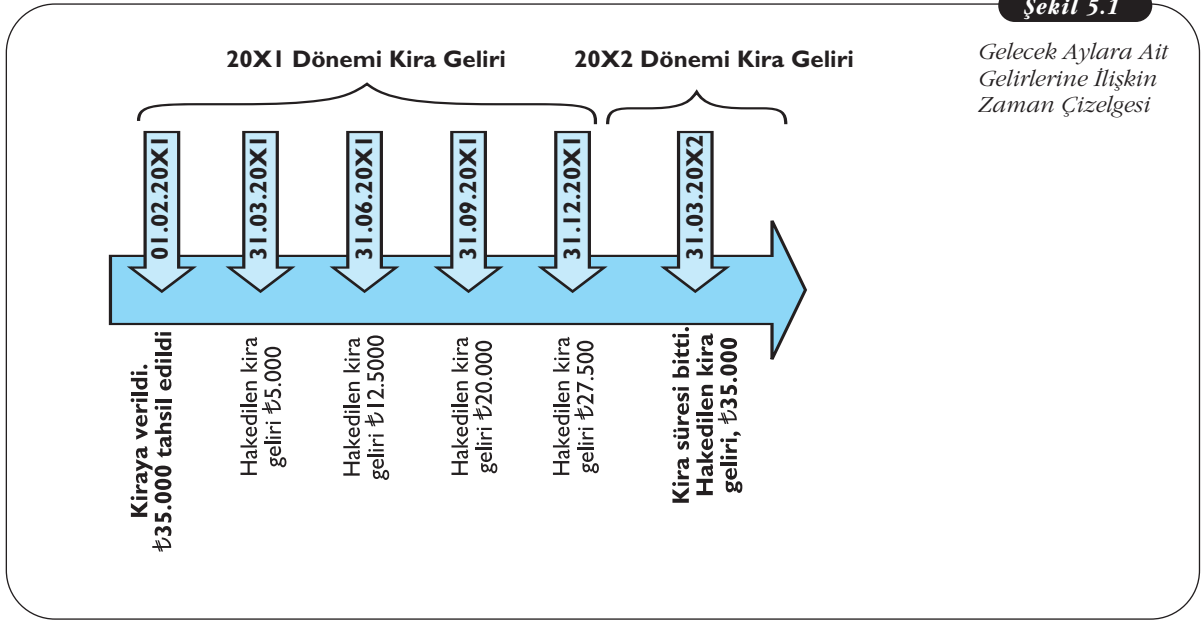 Şekil 5.1
Gelecek Aylara Ait
Gelirlerine İlişkin
Zaman Çizelgesi
20X1 Dönemi Kira Geliri
20X2 Dönemi Kira Geliri
01.02.20X1
31.03.20X1
31.06.20X1
31.09.20X1
31.12.20X1
31.03.20X2
Kiraya verildi.
₺35.000 tahsil edildi
Hakedilen kira
geliri ₺5.000
Hakedilen kira
geliri ₺12.5000
Hakedilen kira
geliri ₺20.000
Hakedilen kira
geliri ₺27.500
Kira süresi bitti.
Hakedilen kira
geliri, ₺35.000